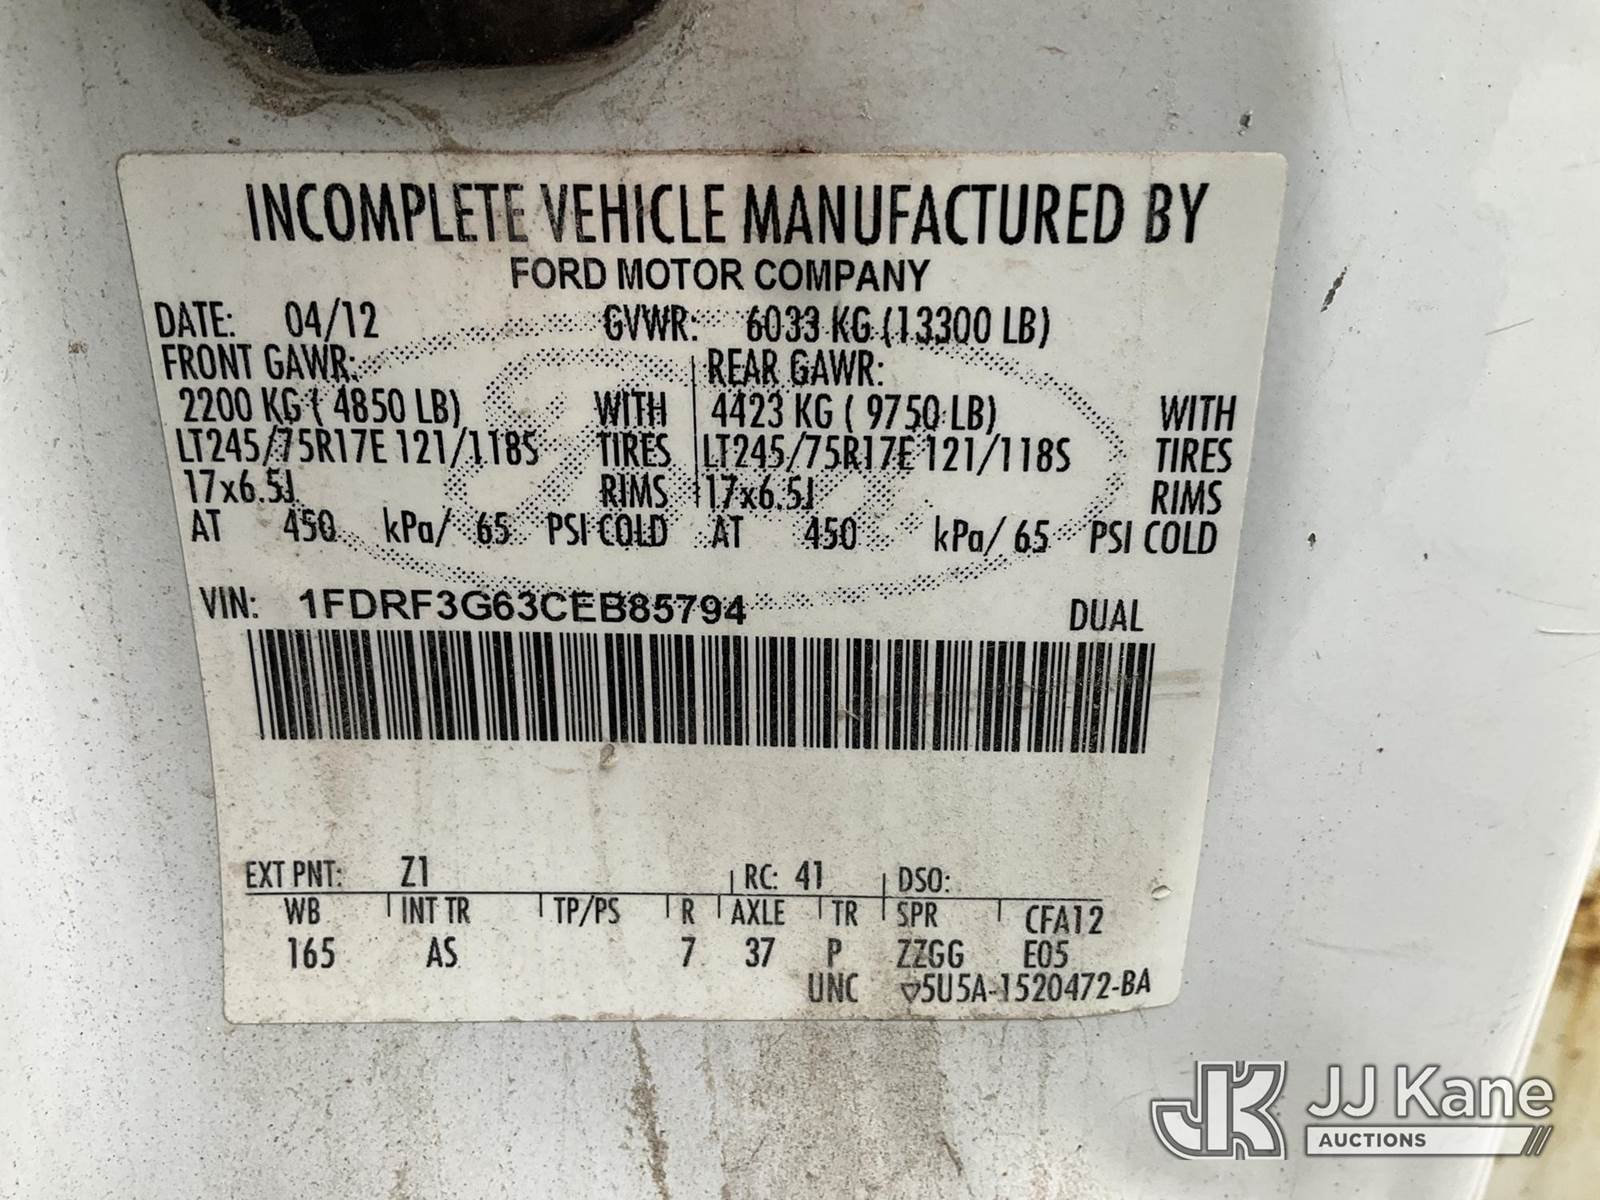 INCOMPLETE VEHICLE MANUFACTURED BY
FORD MOTOR COMPANY
DATE: 04/12 GVWR: 6033 KG (13300 LB)
FRONT GAWR: REAR GAWR:
2200 KG ( 4850 LB) WITH 4423 KG ( 9750 LB) WITH
LT245/75R17E 121/118S TIRES LT245/75R17E 121/118S TIRES
17x6.5J RIMS 17x6.5J RIMS
AT 450 kPa/ 65 PSI COLD AT 450 kPa/ 65 PSI COLD
VIN: 1FDRF3G63CEB85794 DUAL
EXT PNT: Z1 RC: 41 DSO:
WB INT TR TP/PS R AXLE TR SPR CFA12
165 AS 7 37 P ZZGG E05
UNC 5U5A-1520472-BA
JK JJ Kane
AUCTIONS